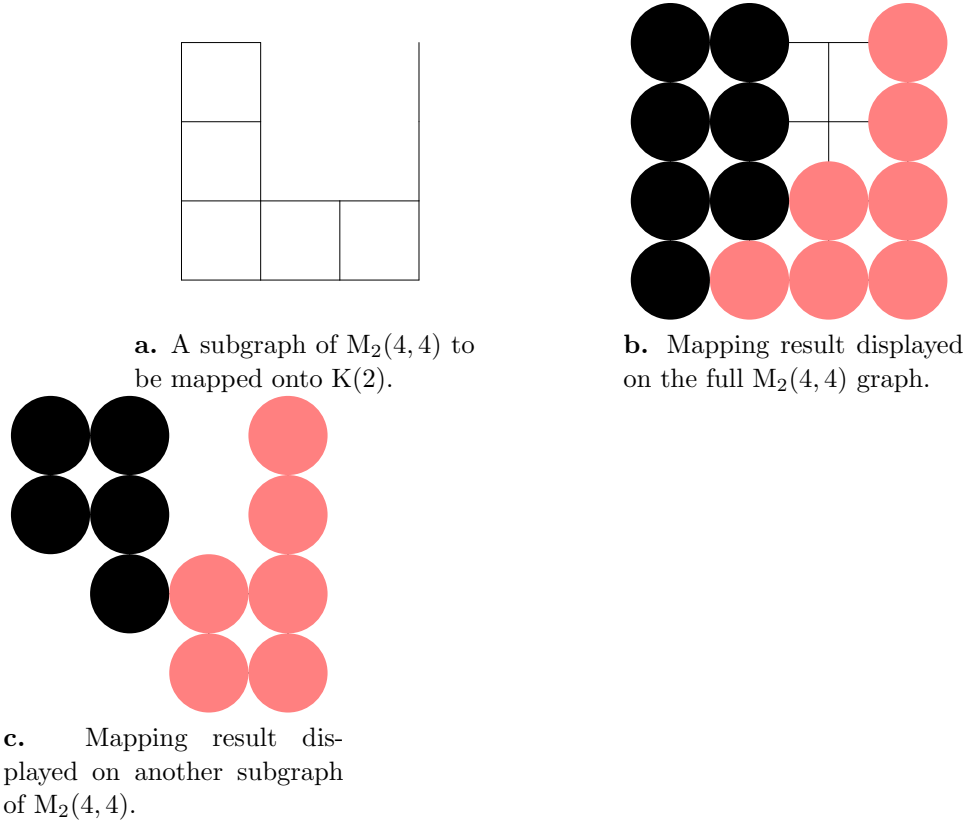 a. A subgraph of M₂(4, 4) to
be mapped onto K(2).
b. Mapping result displayed
on the full M₂(4, 4) graph.
c. Mapping result dis-
played on another subgraph
of M₂(4, 4).